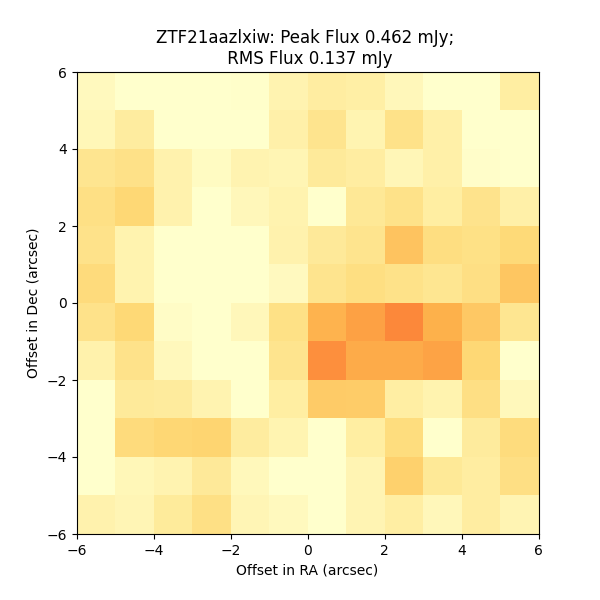 ZTF21aazlxiw: Peak Flux 0.462 mJy;
RMS Flux 0.137 mJy
6
4
2
0
−2
−4
−6
Offset in Dec (arcsec)
−6 −4 −2 0 2 4 6
Offset in RA (arcsec)